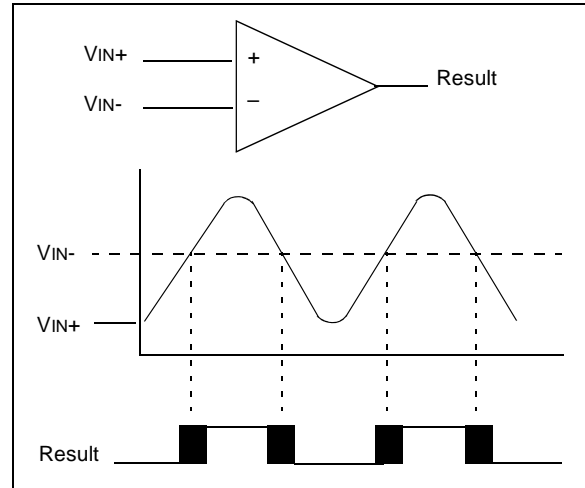 VIN+
+
Result
VIN-
–
VIN-
VIN+
Result